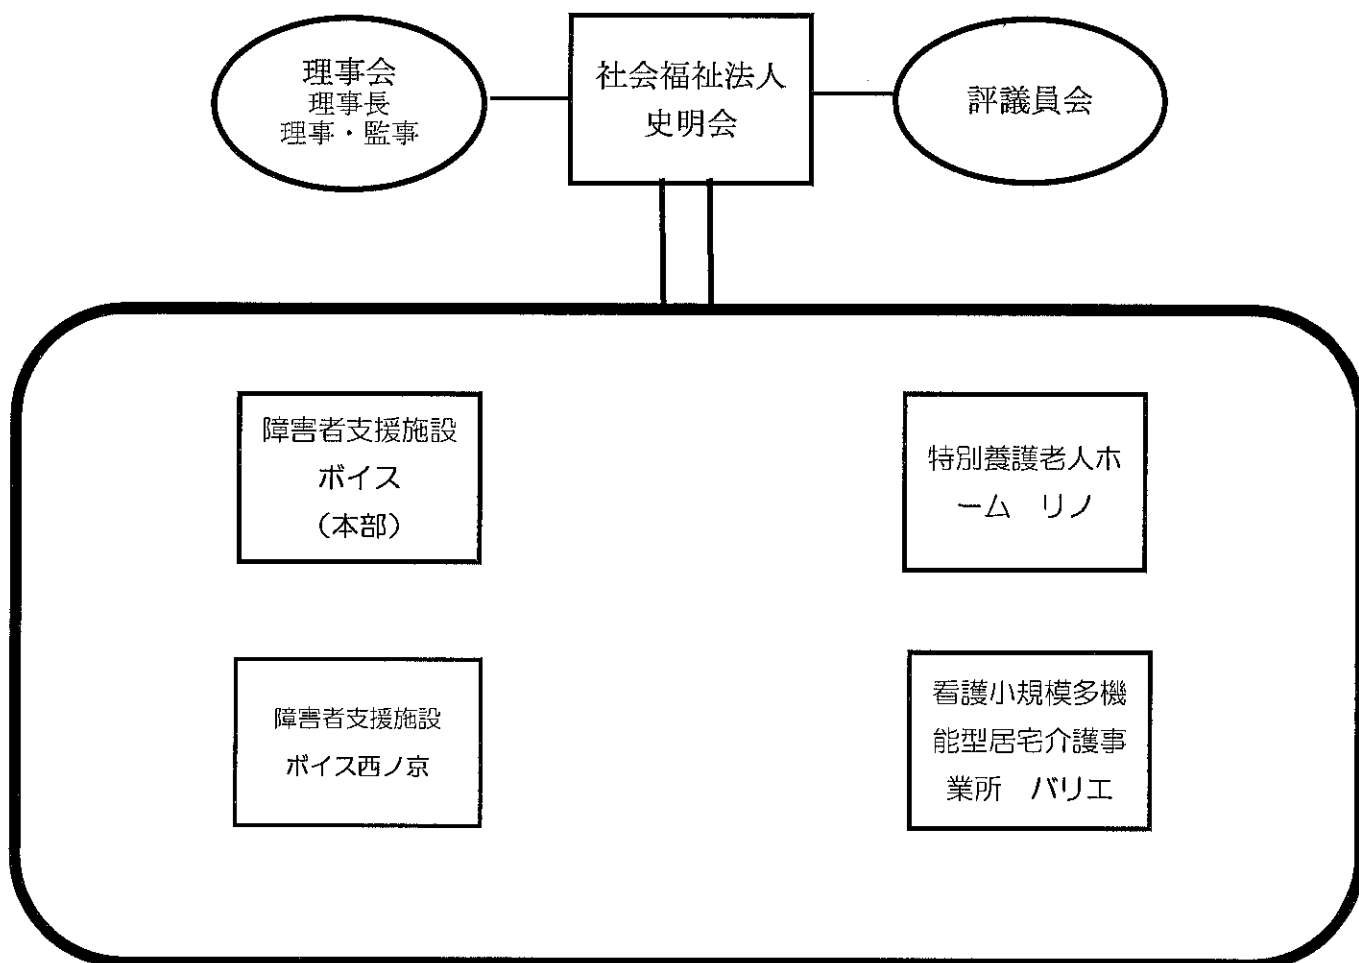 理事会
理事長
理事・監事
社会福祉法人
史明会
評議員会
障害者支援施設
ボイス
（本部）
特別養護老人ホ
ーム　リノ
障害者支援施設
ボイス西ノ京
看護小規模多機
能型居宅介護事
業所　バリエ